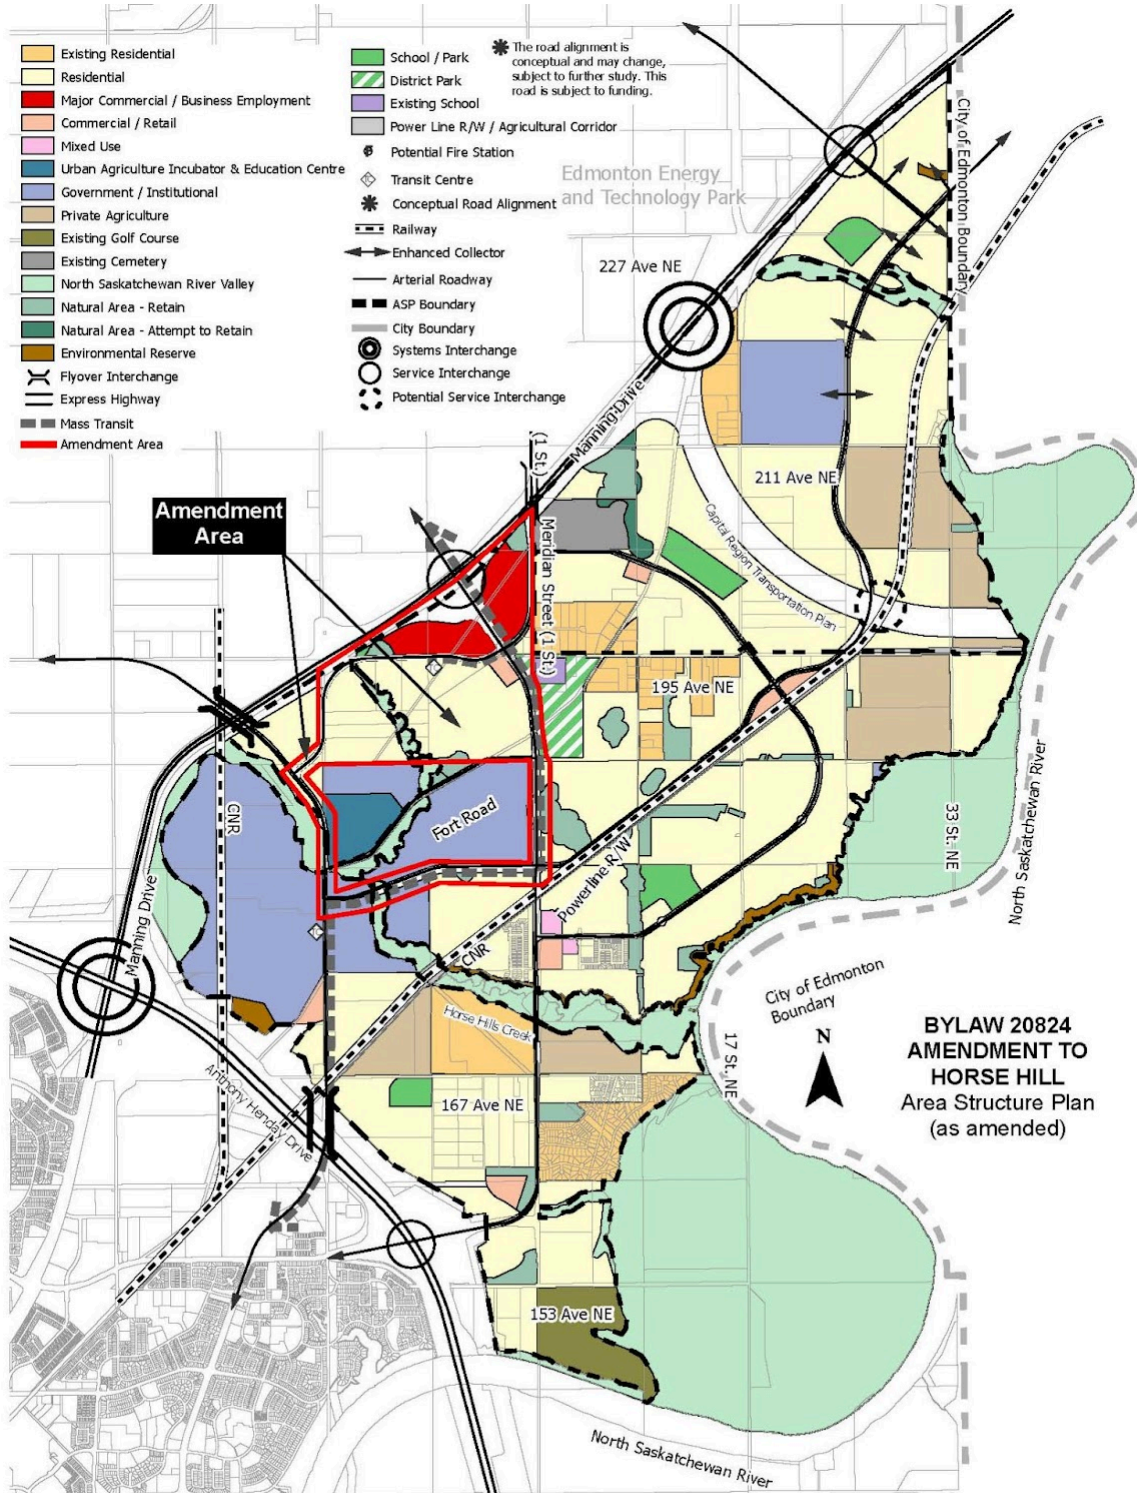 Existing Residential
Residential
Major Commercial / Business Employment
Commercial / Retail
Mixed Use
Urban Agriculture Incubator & Education Centre
Government / Institutional
Private Agriculture
Existing Golf Course
Existing Cemetery
North Saskatchewan River Valley
Natural Area - Retain
Natural Area - Attempt to Retain
Environmental Reserve
Flyover Interchange
Express Highway
Mass Transit
Amendment Area
School / Park
District Park
Existing School
Power Line R/W / Agricultural Corridor
Potential Fire Station
Transit Centre
Conceptual Road Alignment
Railway
Enhanced Collector
Arterial Roadway
ASP Boundary
City Boundary
Systems Interchange
Service Interchange
Potential Service Interchange
The road alignment is
conceptual and may change,
subject to further study. This
road is subject to funding.
Edmonton Energy
and Technology Park
City of Edmonton Boundary
City of Edmonton Boundary
227 Ave NE
Manning Drive
(1 St.)
211 Ave NE
Amendment
Area
Meridian Street (1 St.)
Capital Region Transportation Plan
195 Ave NE
CNR
Fort Road
33 St. NE
North Saskatchewan River
Manning Drive
Powerline R/W
CNR
City of Edmonton
Boundary
Horse Hills Creek
17 St. NE
N
BYLAW 20824
AMENDMENT TO
HORSE HILL
Area Structure Plan
(as amended)
Anthony Henday Drive
167 Ave NE
153 Ave NE
North Saskatchewan River